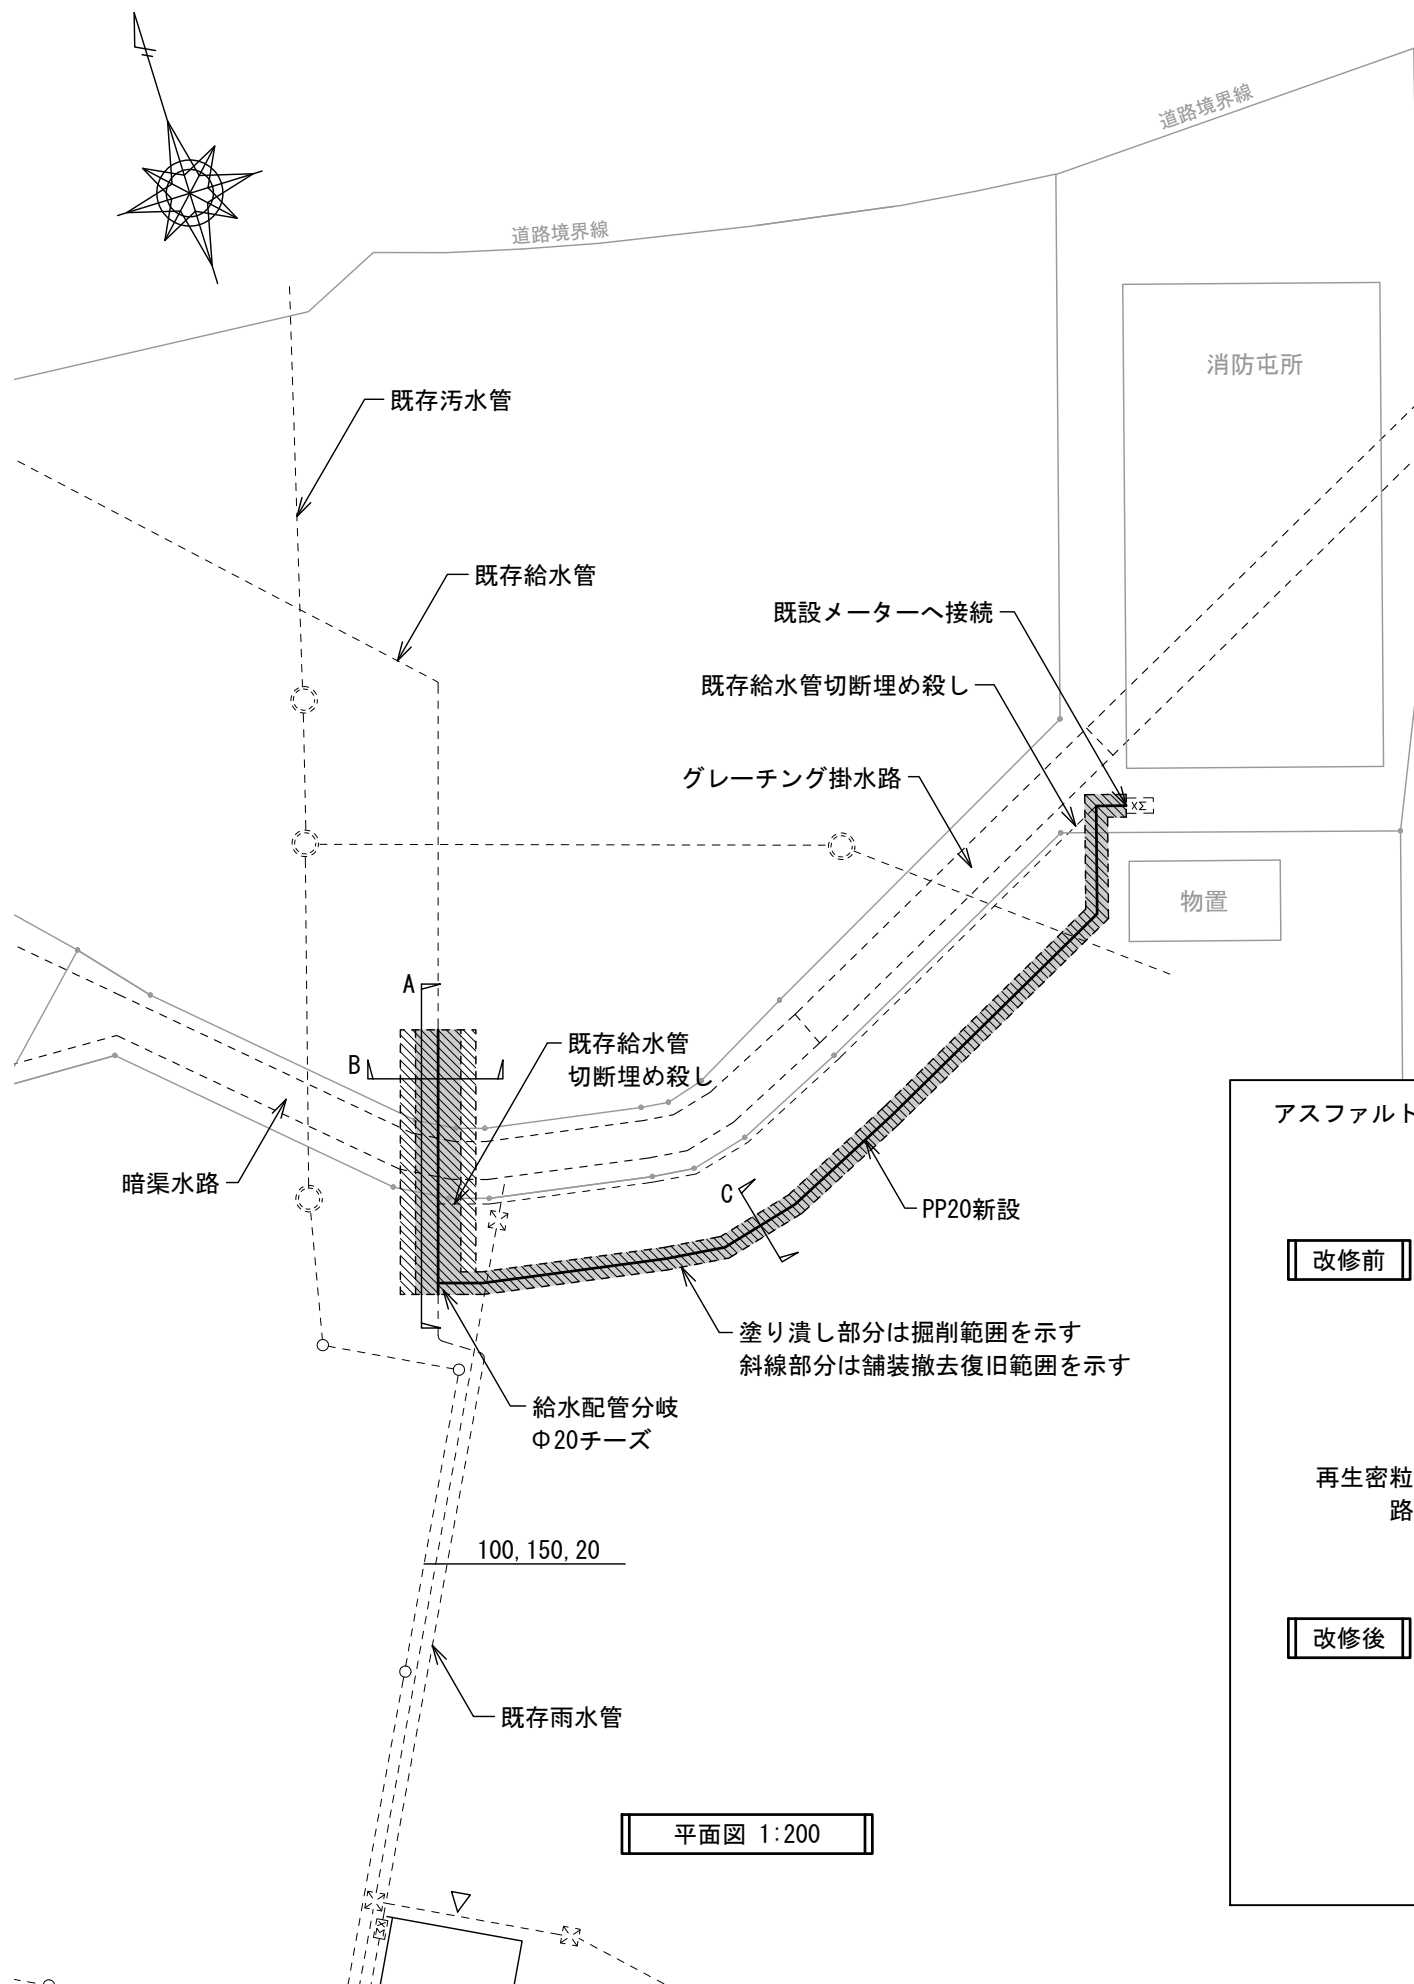 道路境界線
道路境界線
消防屯所
既存汚水管
既存給水管
既設メーターへ接続
既存給水管切断埋め殺し
グレーチング掛水路
物置
A
既存給水管
切断埋め殺し
B
アスファルト
暗渠水路
C
PP20新設
改修前
塗り潰し部分は掘削範囲を示す
斜線部分は舗装撤去復旧範囲を示す
給水配管分岐
Φ20チーズ
再生密粒
路
100,150,20
改修後
既存雨水管
平面図 1:200